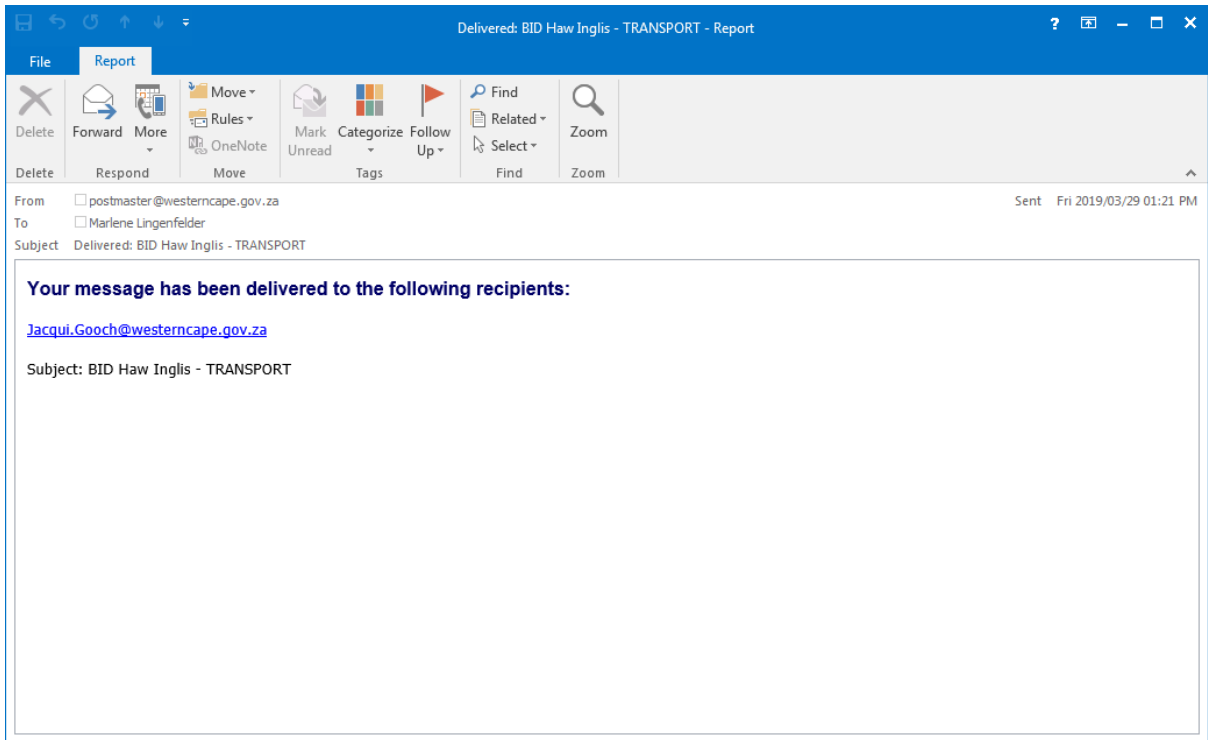 Delivered: BID Haw Inglis - TRANSPORT - Report
?
File Report
Delete
Forward
More
Move
Rules
OneNote
Mark Unread
Categorize
Follow Up
Find
Related
Select
Zoom
Delete Respond Move Tags Find Zoom
From postmaster@westerncape.gov.za Sent Fri 2019/03/29 01:21 PM
To Marlene Lingenfelder
Subject Delivered: BID Haw Inglis - TRANSPORT
Your message has been delivered to the following recipients:
Jacqui.Gooch@westerncape.gov.za
Subject: BID Haw Inglis - TRANSPORT